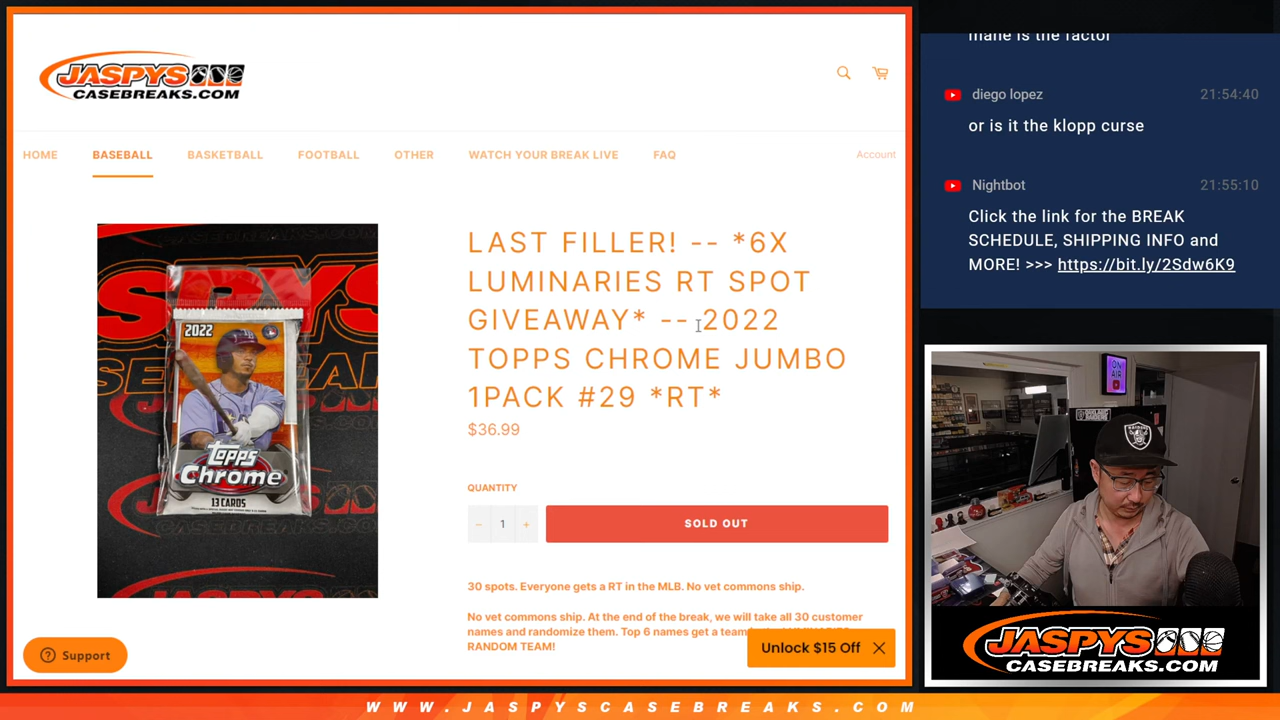 JASPYS
CASEBREAKS.COM
HOME
BASEBALL
BASKETBALL
FOOTBALL
OTHER
WATCH YOUR BREAK LIVE
FAQ
Account
2022
Topps
Chrome
13 CARDS
LAST FILLER! -- *6X
LUMINARIES RT SPOT
GIVEAWAY* -- 2022
TOPPS CHROME JUMBO
1PACK #29 *RT*
$36.99
QUANTITY
− 1 +
SOLD OUT
30 spots. Everyone gets a RT in the MLB. No vet commons ship.
No vet commons ship. At the end of the break, we will take all 30 customer
names and randomize them. Top 6 names get a team
RANDOM TEAM!
Support
Unlock $15 Off
mane is the factor
diego lopez
21:54:40
or is it the klopp curse
Nightbot
21:55:10
Click the link for the BREAK
SCHEDULE, SHIPPING INFO and
MORE! >>> https://bit.ly/2Sdw6K9
ON
AIR
RAIDERS
JASPYS
CASEBREAKS.COM
WWW.JASPYSCASEBREAKS.COM